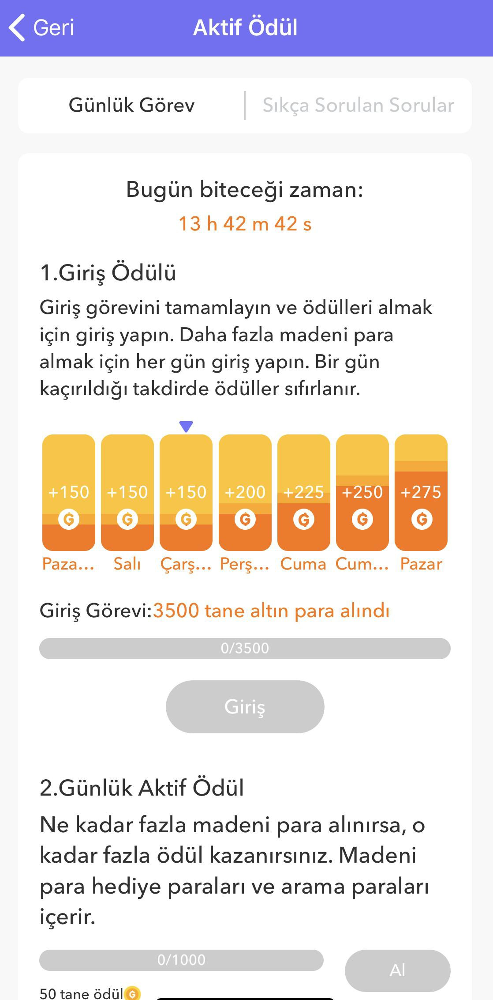 Geri
Aktif Ödül
Günlük Görev
Sıkça Sorulan Sorular
Bugün biteceği zaman:
13 h 42 m 42 s
1.Giriş Ödülü
Giriş görevini tamamlayın ve ödülleri almak
için giriş yapın. Daha fazla madeni para
almak için her gün giriş yapın. Bir gün
kaçırıldığı takdirde ödüller sıfırlanır.
+150 +150 +150 +200 +225 +250 +275
Paza... Salı Çarş... Perş... Cuma Cum... Pazar
Giriş Görevi:3500 tane altın para alındı
0/3500
Giriş
2.Günlük Aktif Ödül
Ne kadar fazla madeni para alınırsa, o
kadar fazla ödül kazanırsınız. Madeni
para hediye paraları ve arama paraları
içerir.
0/1000
Al
50 tane ödül